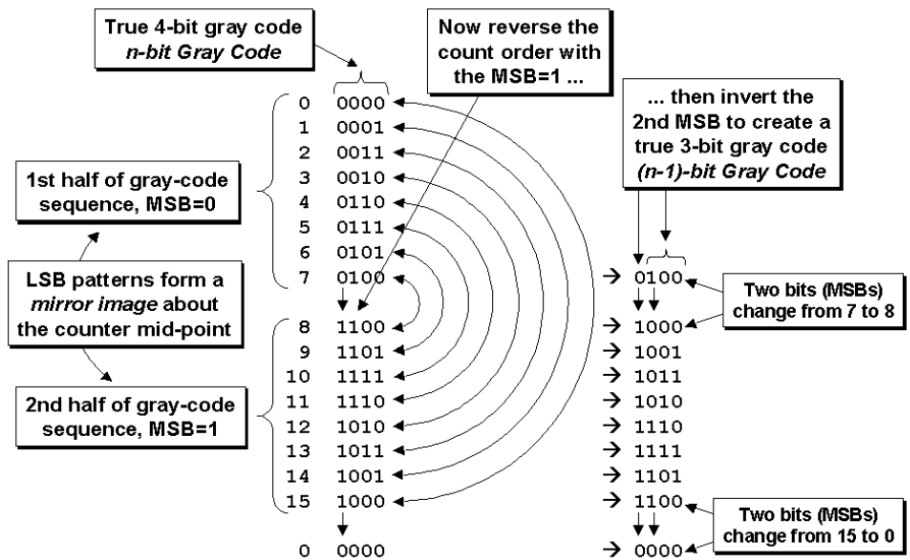 True 4-bit gray code
n-bit Gray Code
Now reverse the
count order with
the MSB=1 ...
... then invert the
2nd MSB to create a
true 3-bit gray code
(n-1)-bit Gray Code
1st half of gray-code
sequence, MSB=0
LSB patterns form a
mirror image about
the counter mid-point
2nd half of gray-code
sequence, MSB=1
0 0000
1 0001
2 0011
3 0010
4 0110
5 0111
6 0101
7 0100 → 0100
8 1100 → 1000
9 1101 → 1001
10 1111 → 1011
11 1110 → 1010
12 1010 → 1110
13 1011 → 1111
14 1001 → 1101
15 1000 → 1100
0 0000 → 0000
Two bits (MSBs)
change from 7 to 8
Two bits (MSBs)
change from 15 to 0